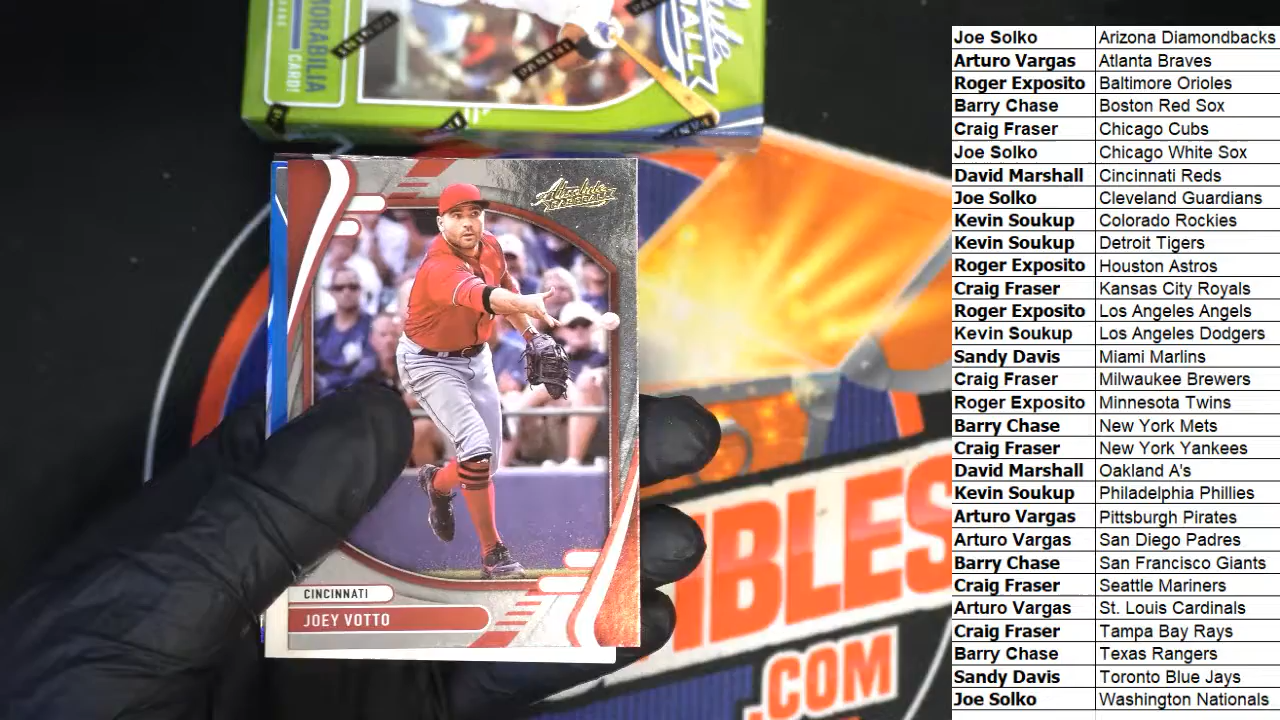 MORABILIA
CARD!
PANINI
PANINI
Absolute
CINCINNATI
JOEY VOTTO
IBLES
.COM
Joe Solko Arizona Diamondbacks
Arturo Vargas Atlanta Braves
Roger Exposito Baltimore Orioles
Barry Chase Boston Red Sox
Craig Fraser Chicago Cubs
Joe Solko Chicago White Sox
David Marshall Cincinnati Reds
Joe Solko Cleveland Guardians
Kevin Soukup Colorado Rockies
Kevin Soukup Detroit Tigers
Roger Exposito Houston Astros
Craig Fraser Kansas City Royals
Roger Exposito Los Angeles Angels
Kevin Soukup Los Angeles Dodgers
Sandy Davis Miami Marlins
Craig Fraser Milwaukee Brewers
Roger Exposito Minnesota Twins
Barry Chase New York Mets
Craig Fraser New York Yankees
David Marshall Oakland A's
Kevin Soukup Philadelphia Phillies
Arturo Vargas Pittsburgh Pirates
Arturo Vargas San Diego Padres
Barry Chase San Francisco Giants
Craig Fraser Seattle Mariners
Arturo Vargas St. Louis Cardinals
Craig Fraser Tampa Bay Rays
Barry Chase Texas Rangers
Sandy Davis Toronto Blue Jays
Joe Solko Washington Nationals